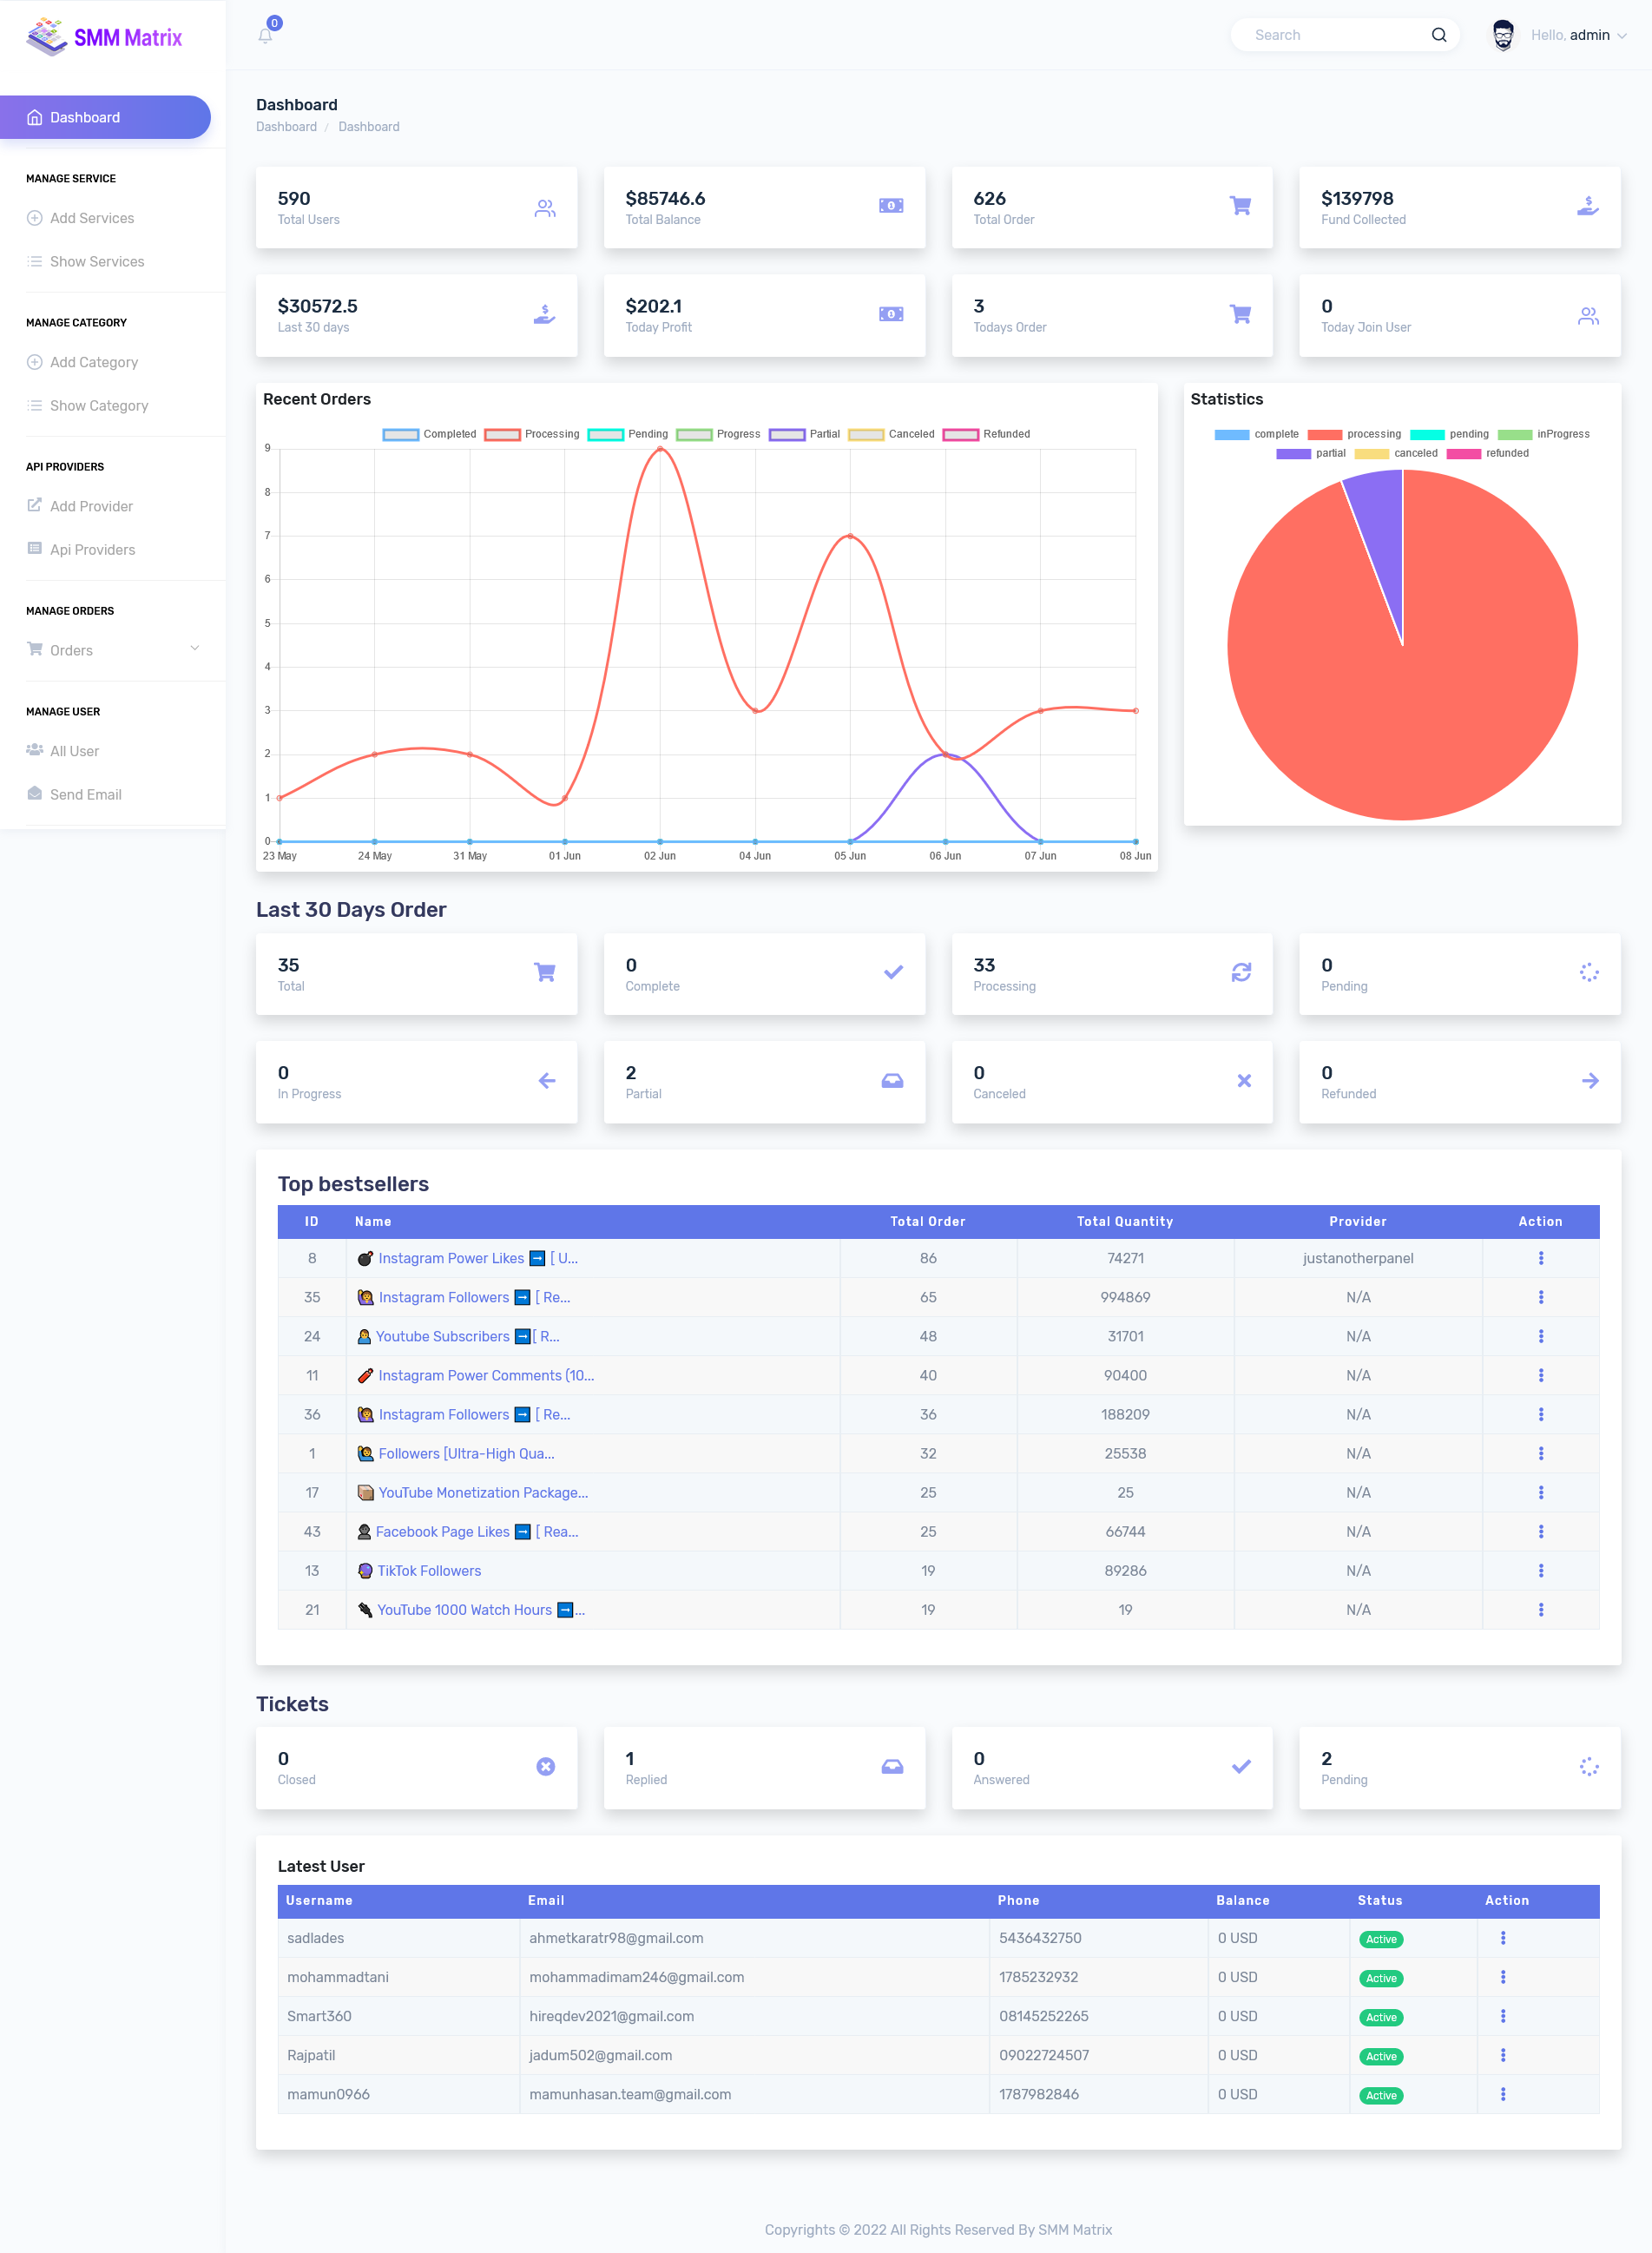 SMM Matrix
0
Search
Hello, admin
Dashboard
MANAGE SERVICE
Add Services
Show Services
MANAGE CATEGORY
Add Category
Show Category
API PROVIDERS
Add Provider
Api Providers
MANAGE ORDERS
Orders
MANAGE USER
All User
Send Email
Dashboard
Dashboard / Dashboard
590
Total Users
$85746.6
Total Balance
626
Total Order
$139798
Fund Collected
$30572.5
Last 30 days
$202.1
Today Profit
3
Todays Order
0
Today Join User
Recent Orders
Completed Processing Pending Progress Partial Canceled Refunded
9
8
7
6
5
4
3
2
1
0
23 May 24 May 31 May 01 Jun 02 Jun 04 Jun 05 Jun 06 Jun 07 Jun 08 Jun
Statistics
complete processing pending inProgress
partial canceled refunded
Last 30 Days Order
35
Total
0
Complete
33
Processing
0
Pending
0
In Progress
2
Partial
0
Canceled
0
Refunded
Top bestsellers
ID Name Total Order Total Quantity Provider Action
8 Instagram Power Likes ➡ [ U... 86 74271 justanotherpanel
35 Instagram Followers ➡ [ Re... 65 994869 N/A
24 Youtube Subscribers ➡[ R... 48 31701 N/A
11 Instagram Power Comments (10... 40 90400 N/A
36 Instagram Followers ➡ [ Re... 36 188209 N/A
1 Followers [Ultra-High Qua... 32 25538 N/A
17 YouTube Monetization Package... 25 25 N/A
43 Facebook Page Likes ➡ [ Rea... 25 66744 N/A
13 TikTok Followers 19 89286 N/A
21 YouTube 1000 Watch Hours ➡... 19 19 N/A
Tickets
0
Closed
1
Replied
0
Answered
2
Pending
Latest User
Username Email Phone Balance Status Action
sadlades ahmetkaratr98@gmail.com 5436432750 0 USD Active
mohammadtani mohammadimam246@gmail.com 1785232932 0 USD Active
Smart360 hireqdev2021@gmail.com 08145252265 0 USD Active
Rajpatil jadum502@gmail.com 09022724507 0 USD Active
mamun0966 mamunhasan.team@gmail.com 1787982846 0 USD Active
Copyrights © 2022 All Rights Reserved By SMM Matrix